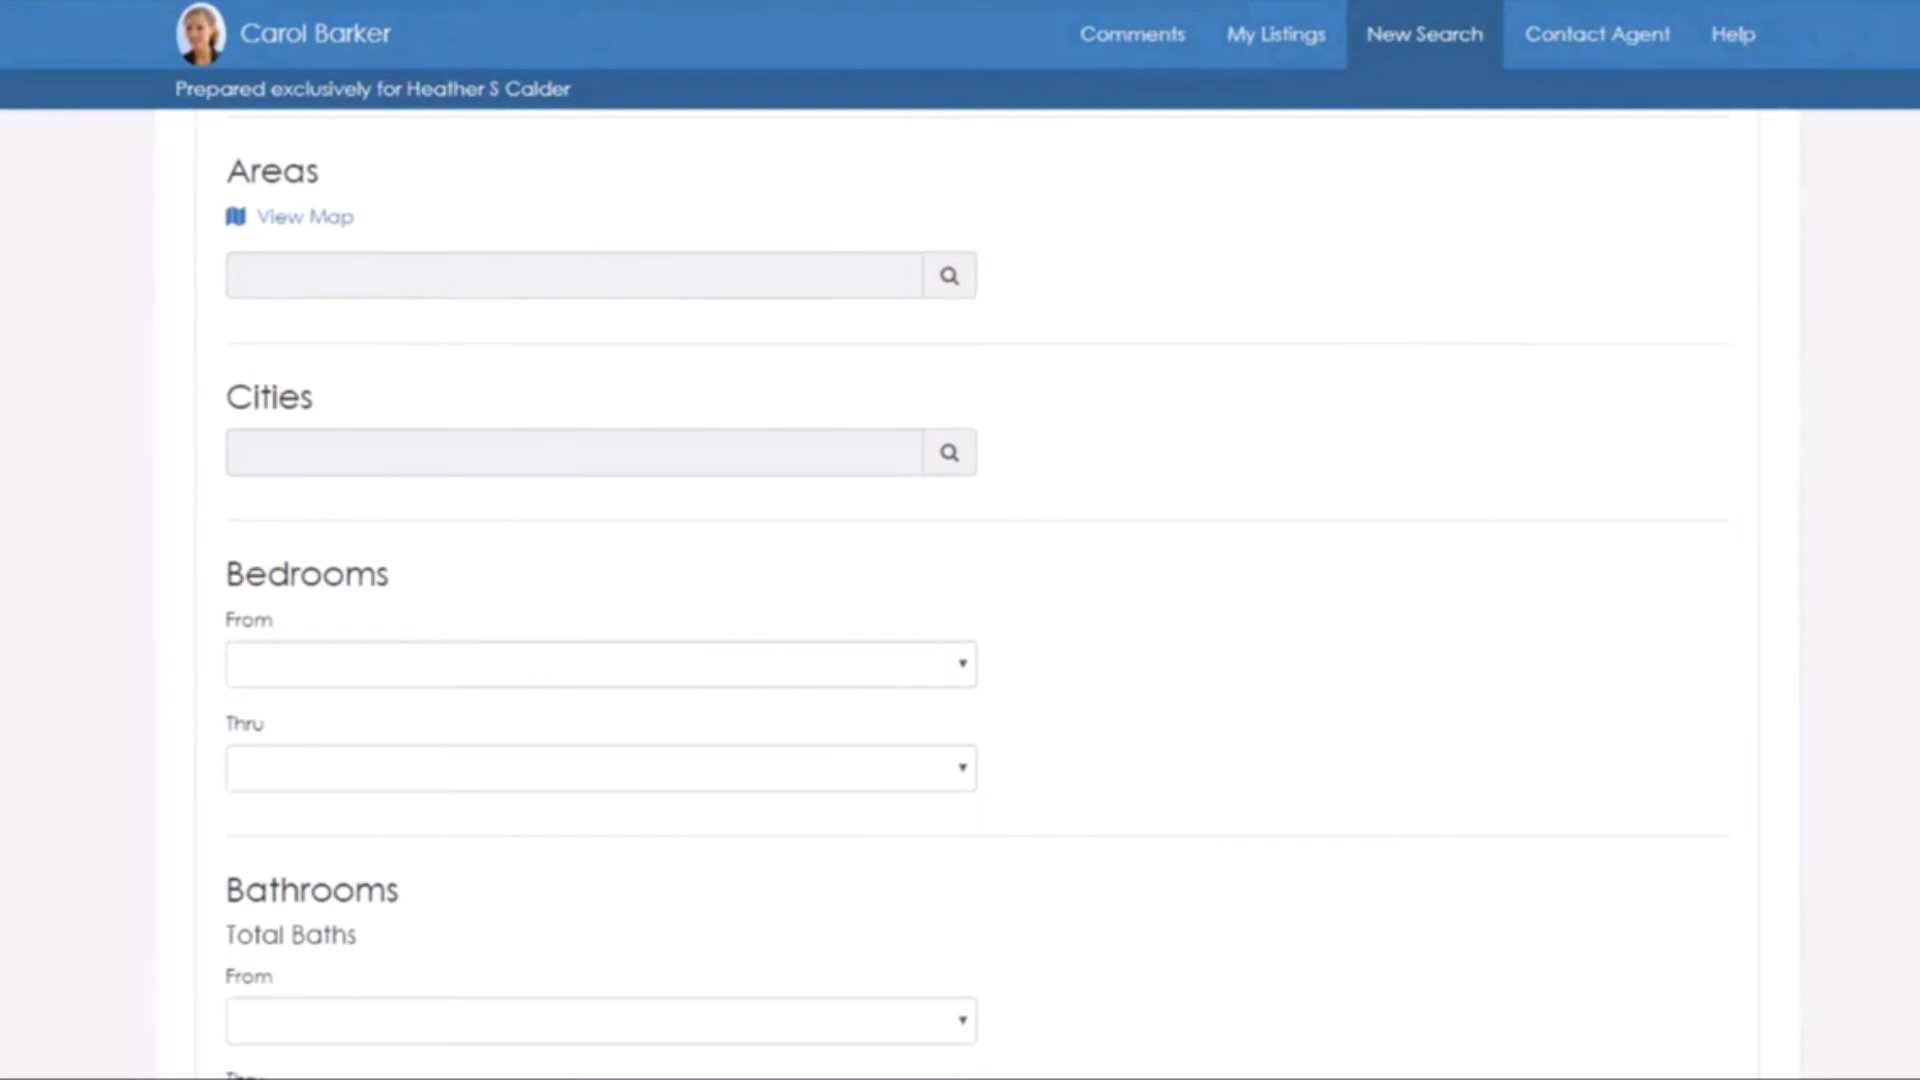 Carol Barker
Comments
My Listings
New Search
Contact Agent
Help
Prepared exclusively for Heather S Calder
Areas
View Map
Cities
Bedrooms
From
Thru
Bathrooms
Total Baths
From